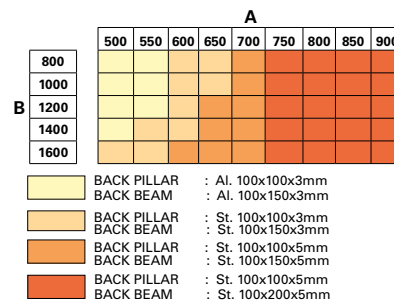 A
500 550 600 650 700 750 800 850 900
800
1000
B 1200
1400
1600
BACK PILLAR : Al. 100x100x3mm
BACK BEAM : Al. 100x150x3mm
BACK PILLAR : St. 100x100x3mm
BACK BEAM : St. 100x150x3mm
BACK PILLAR : St. 100x100x5mm
BACK BEAM : St. 100x150x5mm
BACK PILLAR : St. 100x100x5mm
BACK BEAM : St. 100x200x5mm